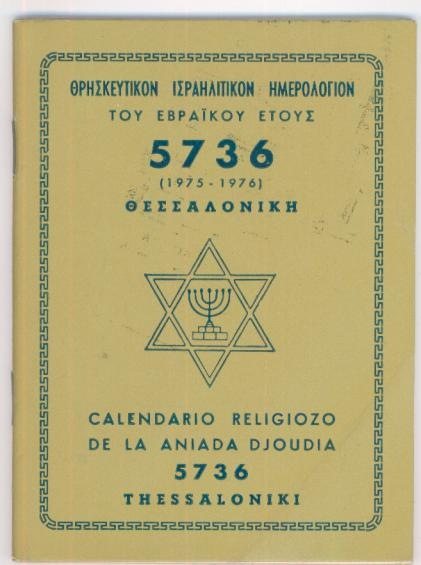 ΘΡΗΣΚΕΥΤΙΚΟΝ ΙΣΡΑΗΛΙΤΙΚΟΝ ΗΜΕΡΟΛΟΓΙΟΝ
ΤΟΥ ΕΒΡΑΪΚΟΥ ΕΤΟΥΣ
5736
(1975 - 1976)
ΘΕΣΣΑΛΟΝΙΚΗ
CALENDARIO RELIGIOZO
DE LA ANIADA DJOUDIA
5736
THESSALONIKI